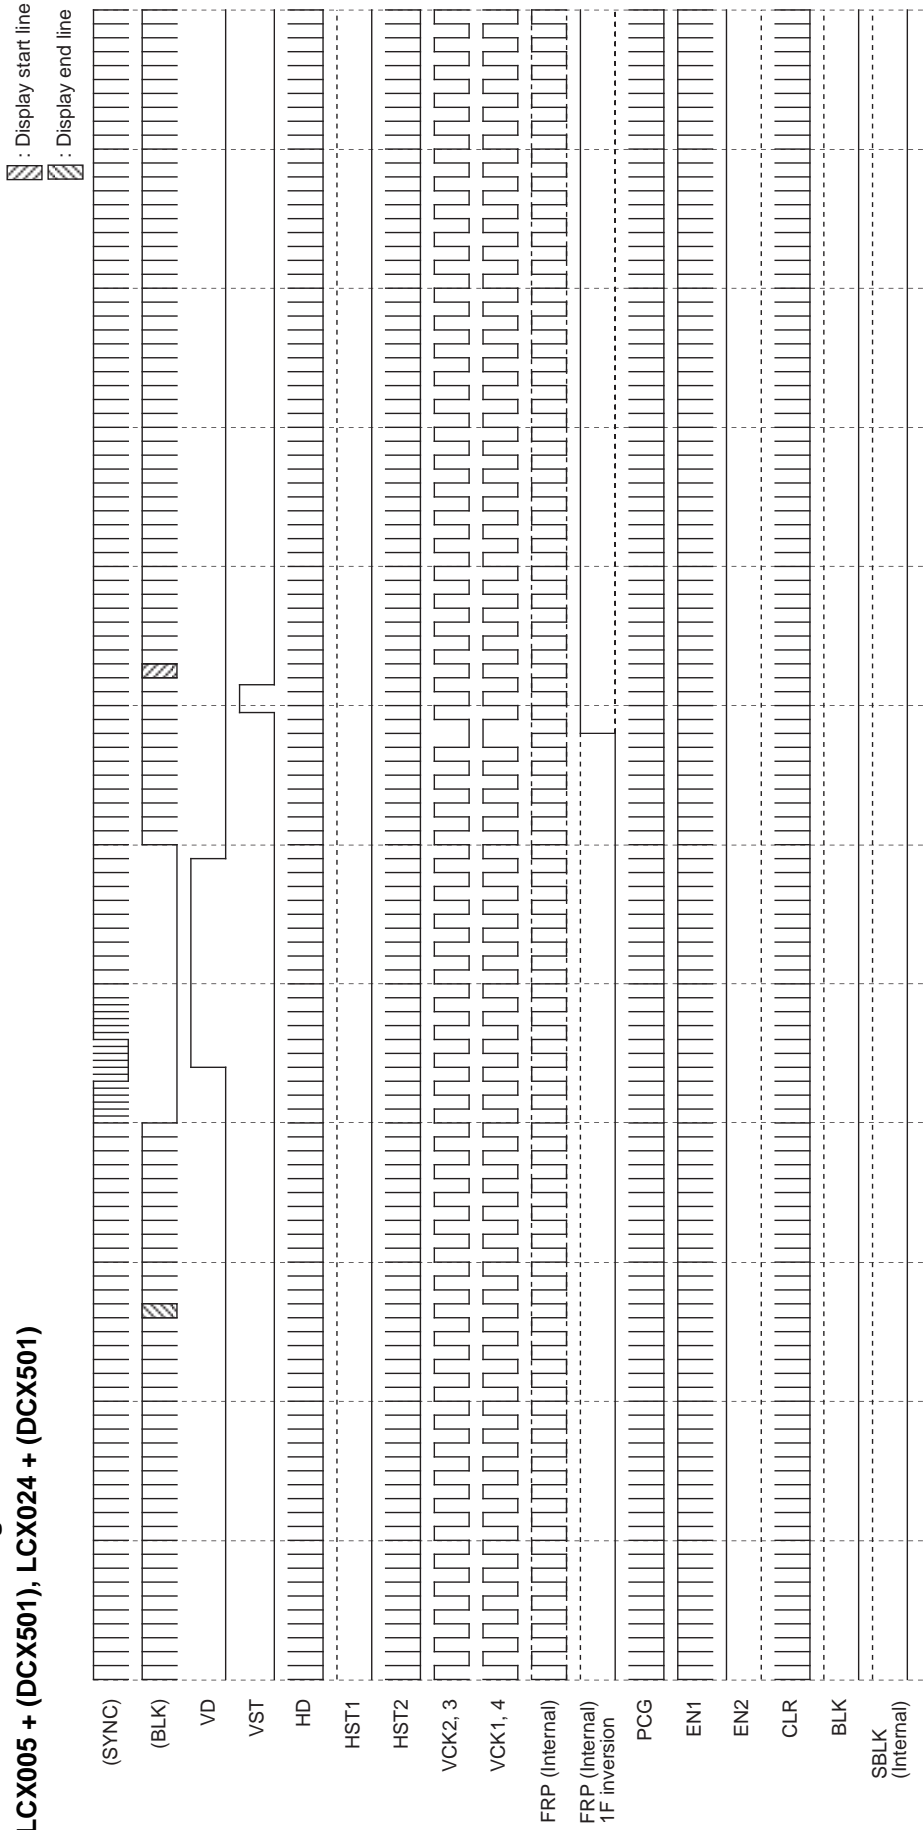 LCX005 + (DCX501), LCX024 + (DCX501)
: Display start line
: Display end line
(SYNC)
(BLK)
VD
VST
HD
HST1
HST2
VCK2, 3
VCK1, 4
FRP (Internal)
FRP (Internal)
1F inversion
PCG
EN1
EN2
CLR
BLK
SBLK
(Internal)